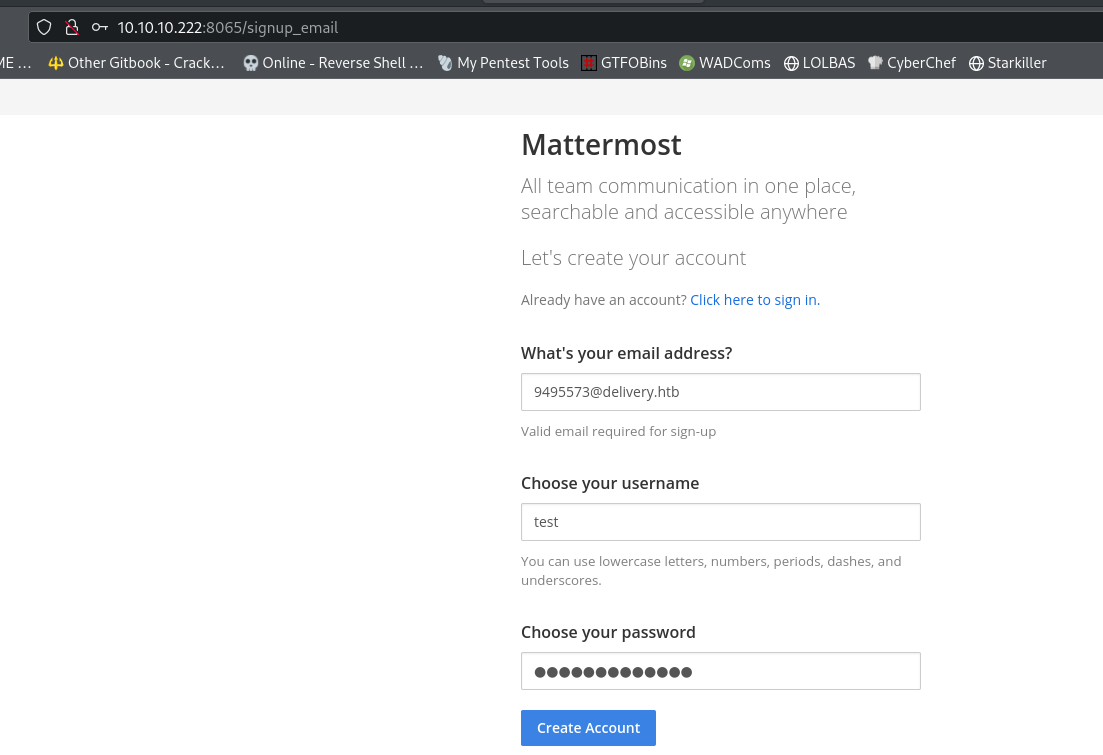 10.10.10.222:8065/signup_email
ME ... Other Gitbook - Crack... Online - Reverse Shell ... My Pentest Tools GTFOBins WADComs LOLBAS CyberChef Starkiller
Mattermost
All team communication in one place,
searchable and accessible anywhere
Let's create your account
Already have an account? Click here to sign in.
What's your email address?
9495573@delivery.htb
Valid email required for sign-up
Choose your username
test
You can use lowercase letters, numbers, periods, dashes, and
underscores.
Choose your password
●●●●●●●●●●●●●
Create Account